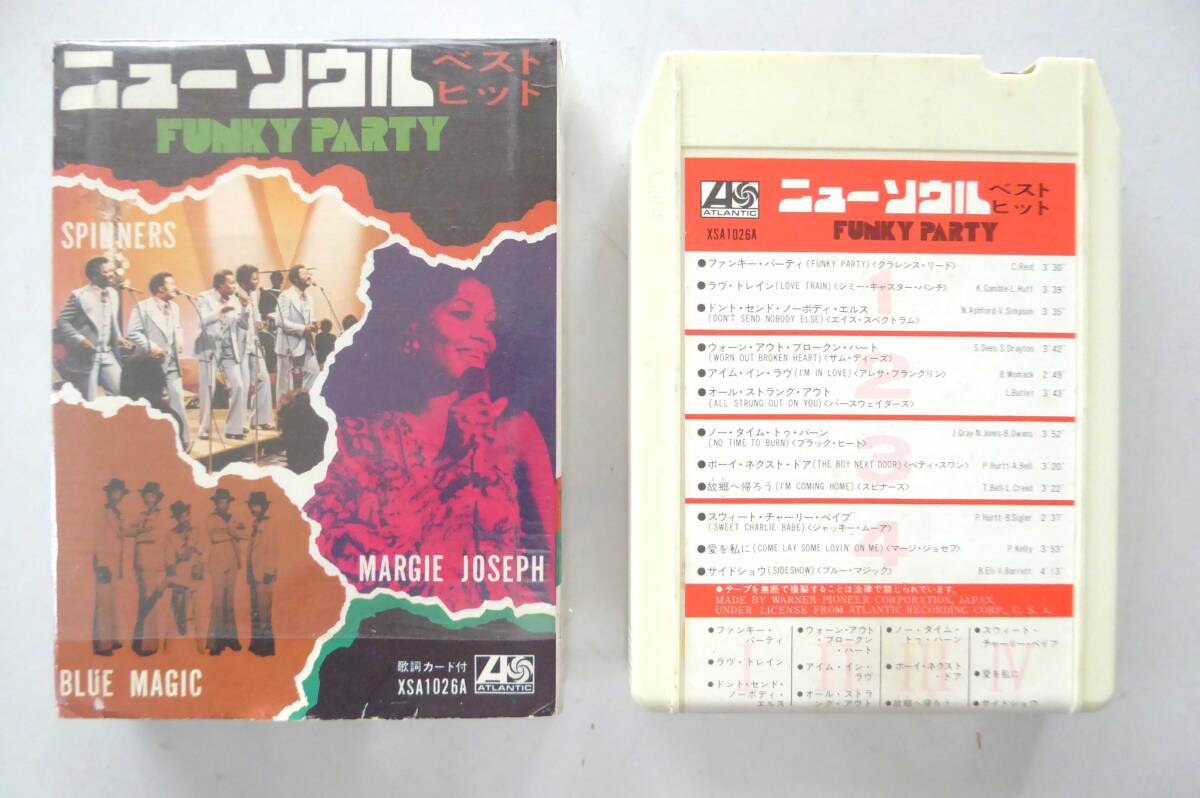 ニューソウル ベスト
ヒット
FUNKY PARTY
SPINNERS
MARGIE JOSEPH
BLUE MAGIC
歌詞カード付
XSA1026A
ATLANTIC
ATLANTIC
XSA1026A
ニューソウル ベスト
ヒット
FUNKY PARTY
1
●ファンキー・パーティ(FUNKY PARTY)〈クラレンス・リード〉 C.Reid 3'30"
●ラヴ・トレイン(LOVE TRAIN)〈ジミー・キャスター・バンチ〉 K.Gamble-L.Huff 3'39"
●ドント・センド・ノーボディ・エルス
(DON'T SEND NOBODY ELSE)〈エイス・スペクトラム〉 N.Ashford-V.Simpson 3'35"
2
●ウォーン・アウト・ブロークン・ハート
(WORN OUT BROKEN HEART)〈サム・ディーズ〉 S.Dees-S.Drayton 3'42"
●アイム・イン・ラヴ(I'M IN LOVE)〈アレサ・フランクリン〉 B.Womack 2'49"
●オール・ストラング・アウト
(ALL STRUNG OUT ON YOU)〈パースウェイダーズ〉 L.Butler 3'43"
3
●ノー・タイム・トゥ・バーン
(NO TIME TO BURN)〈ブラック・ヒート〉 J.Gray-N.Jones-B.Owens 3'52"
●ボーイ・ネクスト・ドア(THE BOY NEXT DOOR)〈ベティ・スワン〉 P.Hurtt-A.Bell 3'20"
●故郷へ帰ろう(I'M COMING HOME)〈スピナーズ〉 T.Bell-L.Creed 3'22"
4
●スウィート・チャーリー・ベイブ
(SWEET CHARLIE BABE)〈ジャッキー・ムーア〉 P.Hurtt-B.Sigler 2'37"
●愛を私に(COME LAY SOME LOVIN' ON ME)〈マージ・ジョセフ〉 P.Kelly 3'53"
●サイドショウ(SIDESHOW)〈ブルー・マジック〉 B.Eli-V.Barrett 4'13"
●テープを無断で複製することは法律で禁じられています。
MADE BY WARNER-PIONEER CORPORATION, JAPAN,
UNDER LICENSE FROM ATLANTIC RECORDING CORP., U. S. A.
I
●ファンキー・
パーティ
●ラヴ・トレイン
●ドント・センド・
ノーボディ・
エルス
II
●ウォーン・アウト
・ブロークン
・ハート
●アイム・イン・
ラヴ
●オール・ストラ
ング・アウト
III
●ノー・タイム・
トゥ・バーン
●ボーイ・ネクスト
・ドア
●故郷へ帰ろう
IV
●スウィート・
チャーリー・ベイブ
●愛を私に
●サイドショウ